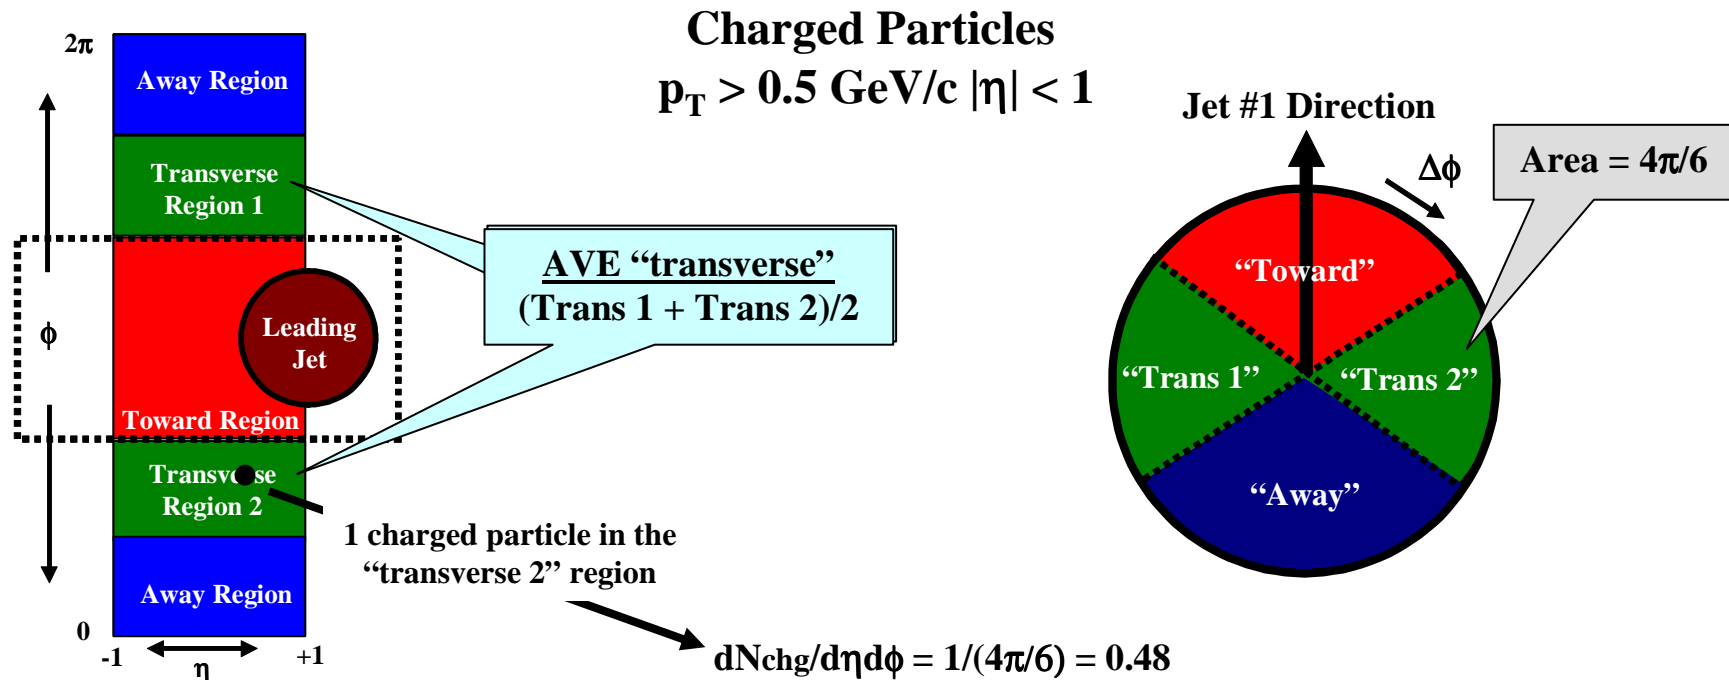 Charged Particles
p_T > 0.5 GeV/c |η| < 1
2π
Away Region
Transverse
Region 1
ϕ
Leading
Jet
Toward Region
Transverse
Region 2
Away Region
0
-1
η
+1
AVE “transverse”
(Trans 1 + Trans 2)/2
1 charged particle in the
“transverse 2” region
dNchg/dηdϕ = 1/(4π/6) = 0.48
Jet #1 Direction
Δϕ
Area = 4π/6
“Toward”
“Trans 1”
“Trans 2”
“Away”